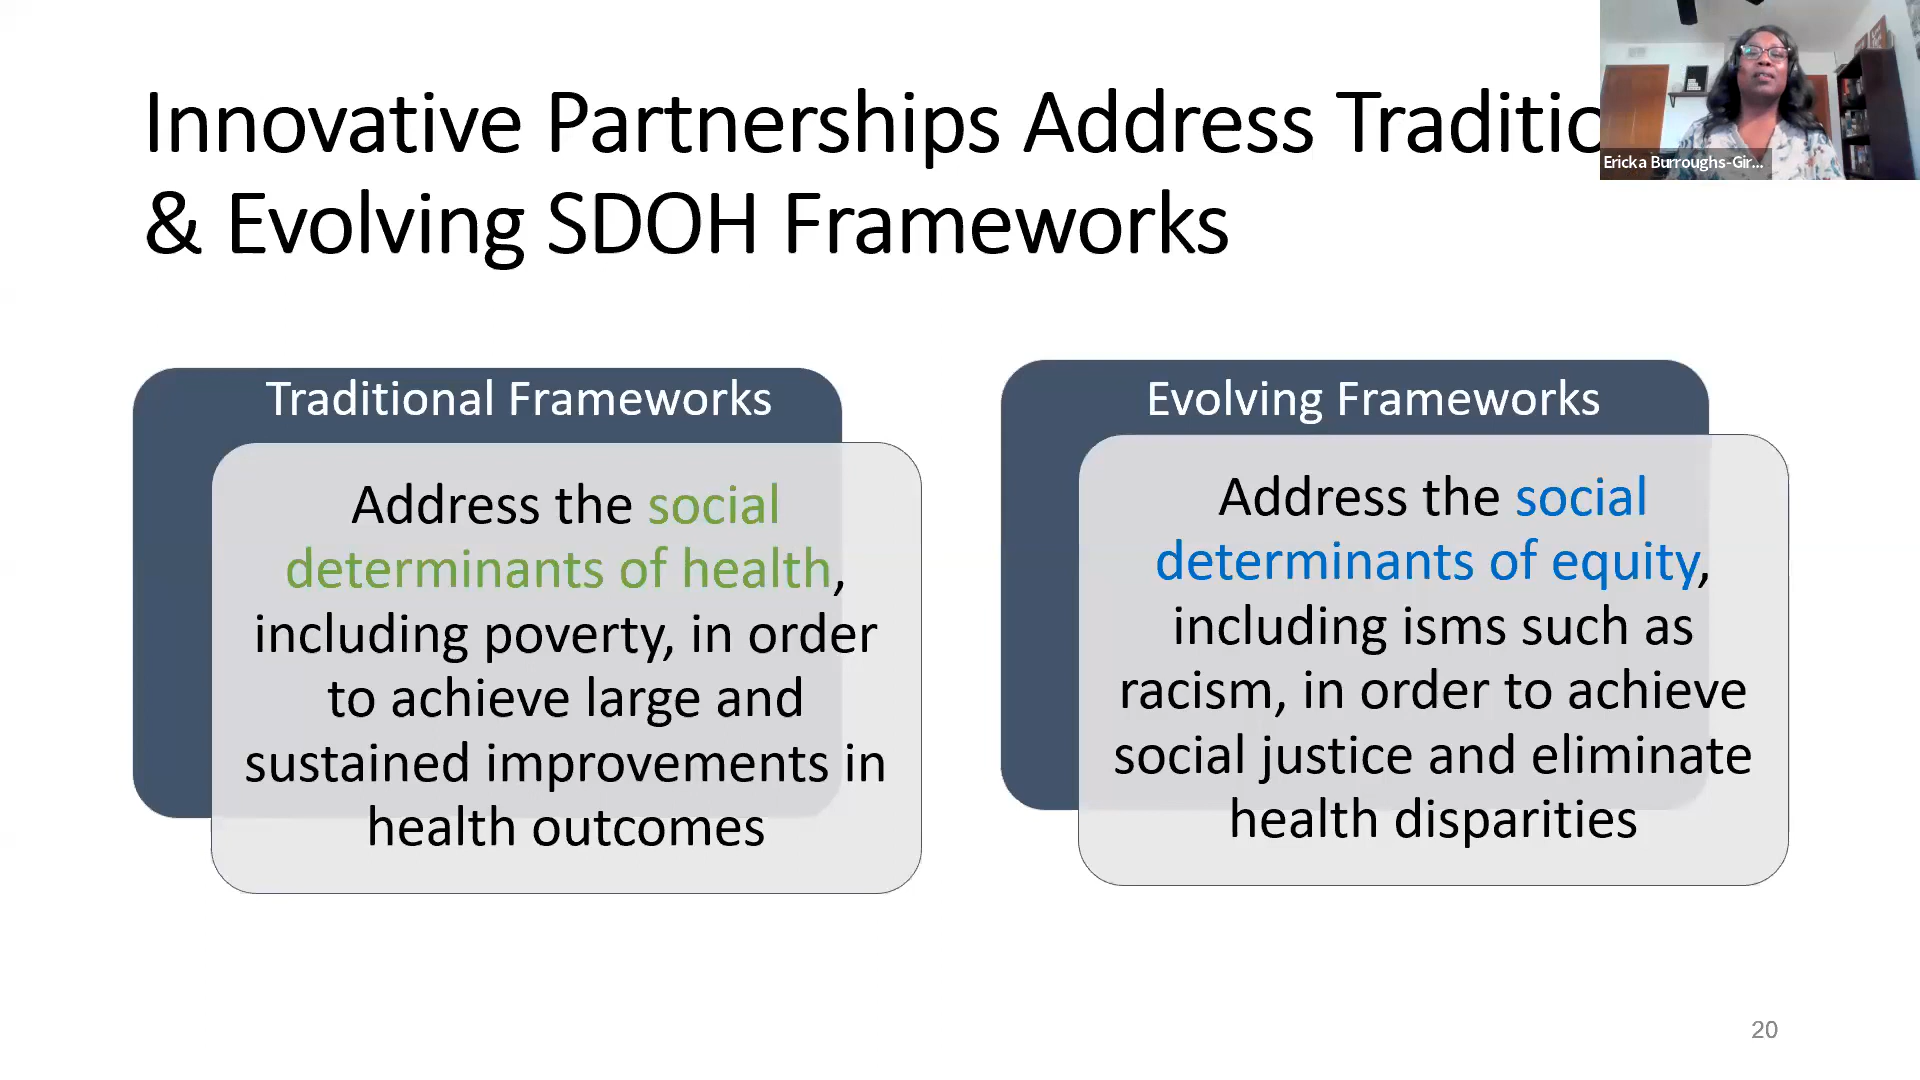 Innovative Partnerships Address Traditio
& Evolving SDOH Frameworks
Ericka Burroughs-Gir...
Traditional Frameworks
Address the social
determinants of health,
including poverty, in order
to achieve large and
sustained improvements in
health outcomes
Evolving Frameworks
Address the social
determinants of equity,
including isms such as
racism, in order to achieve
social justice and eliminate
health disparities
20